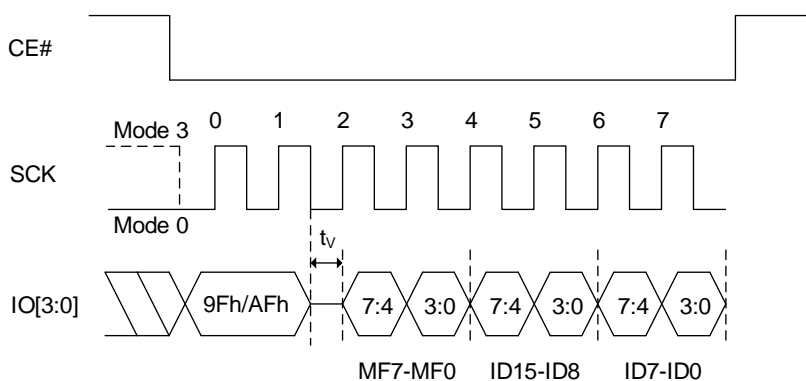 CE#
Mode 3
0 1 2 3 4 5 6 7
SCK
Mode 0
tV
IO[3:0]
9Fh/AFh
7:4 3:0 7:4 3:0 7:4 3:0
MF7-MF0 ID15-ID8 ID7-ID0